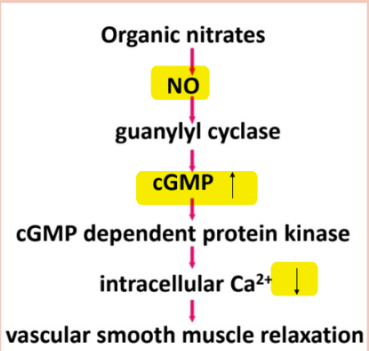 Organic nitrates
NO
guanylyl cyclase
cGMP ↑
cGMP dependent protein kinase
intracellular Ca²⁺ ↓
vascular smooth muscle relaxation